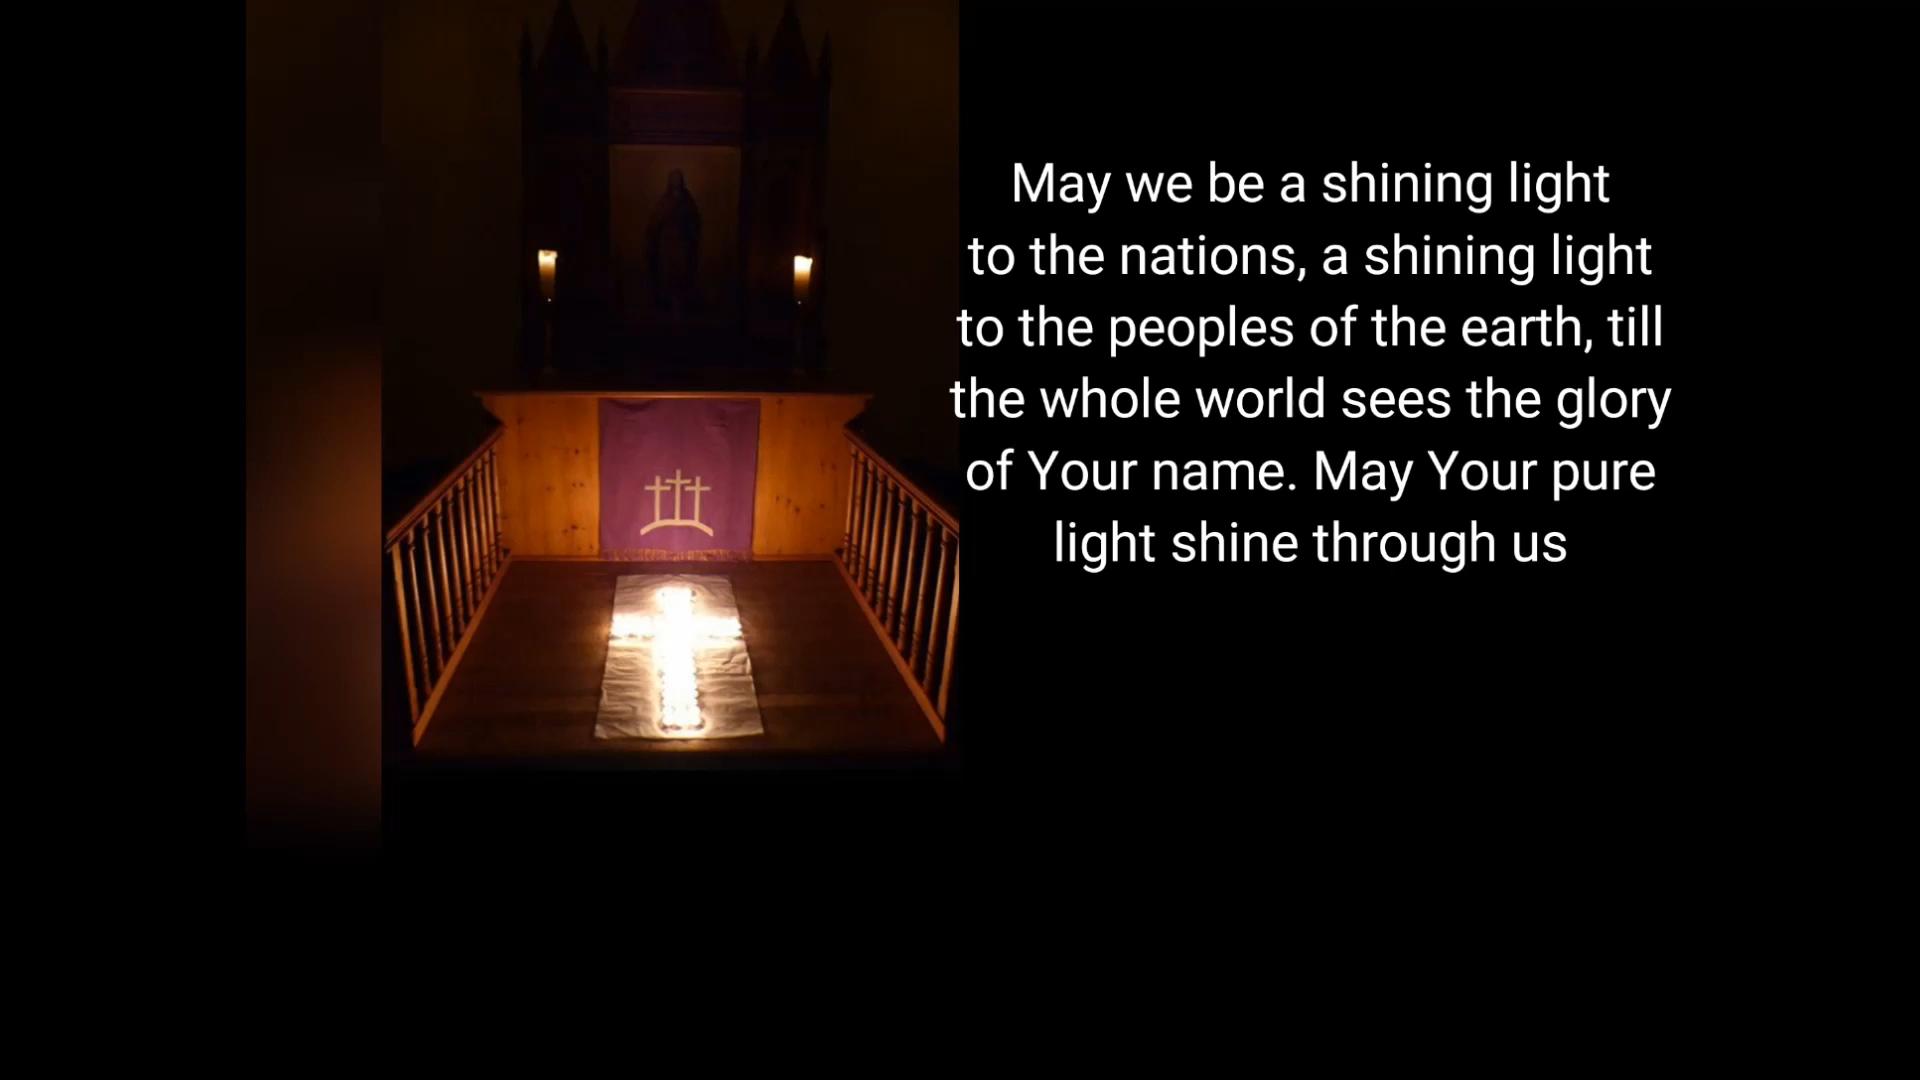 May we be a shining light
to the nations, a shining light
to the peoples of the earth, till
the whole world sees the glory
of Your name. May Your pure
light shine through us